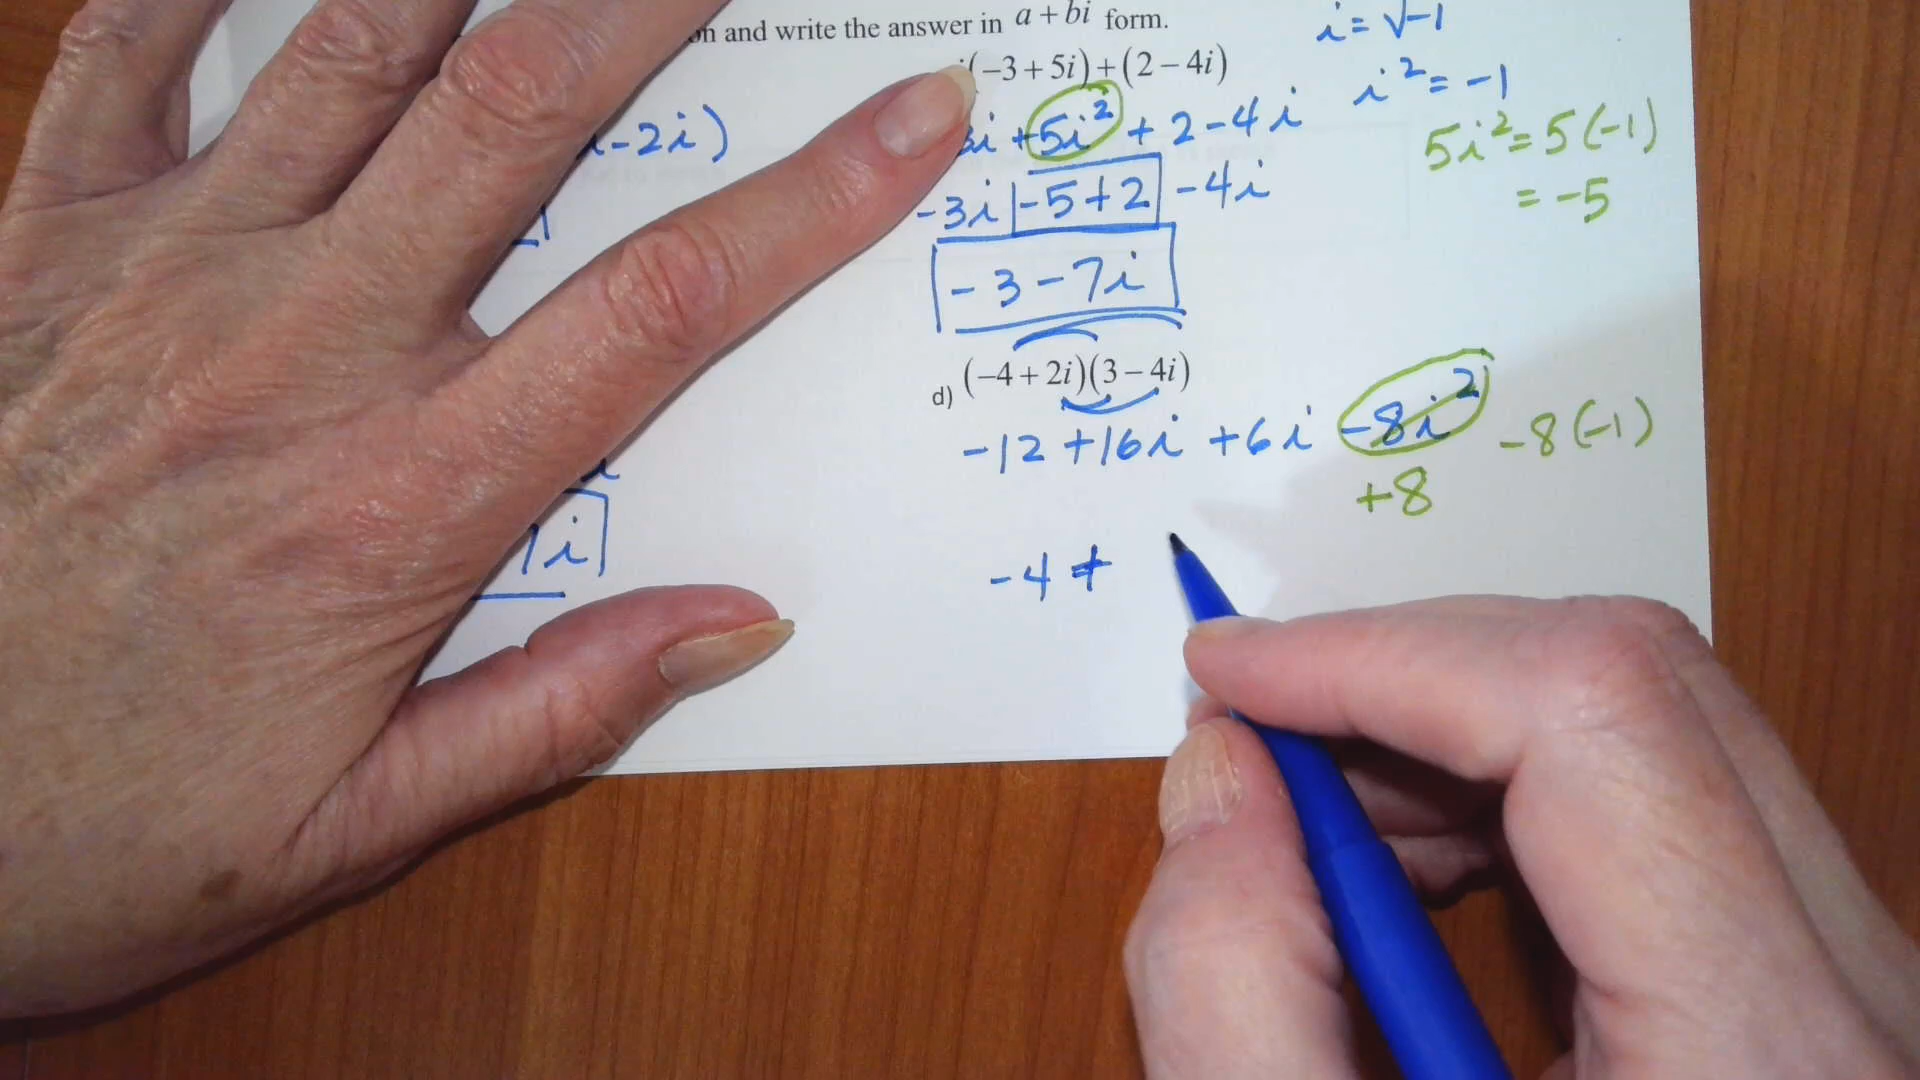 and write the answer in a + bi form.
i = √-1
(-3 + 5i) + (2 - 4i)
i² = -1
-2i)
i + 5i² + 2 - 4i
5i² = 5(-1)
= -5
-3i -5 + 2 - 4i
-3 - 7i
d) (-4 + 2i)(3 - 4i)
-12 + 16i + 6i - 8i² -8(-1)
+8
i
-4 +